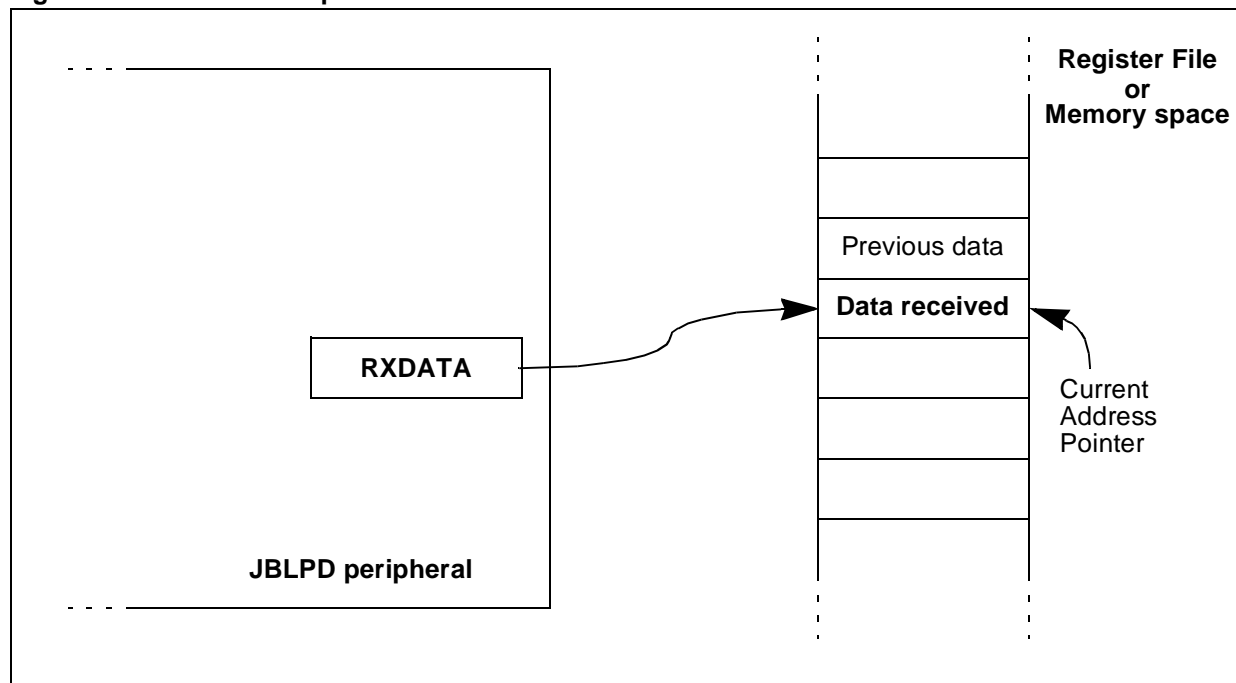 Register File
or
Memory space
Previous data
Data received
RXDATA
Current
Address
Pointer
JBLPD peripheral